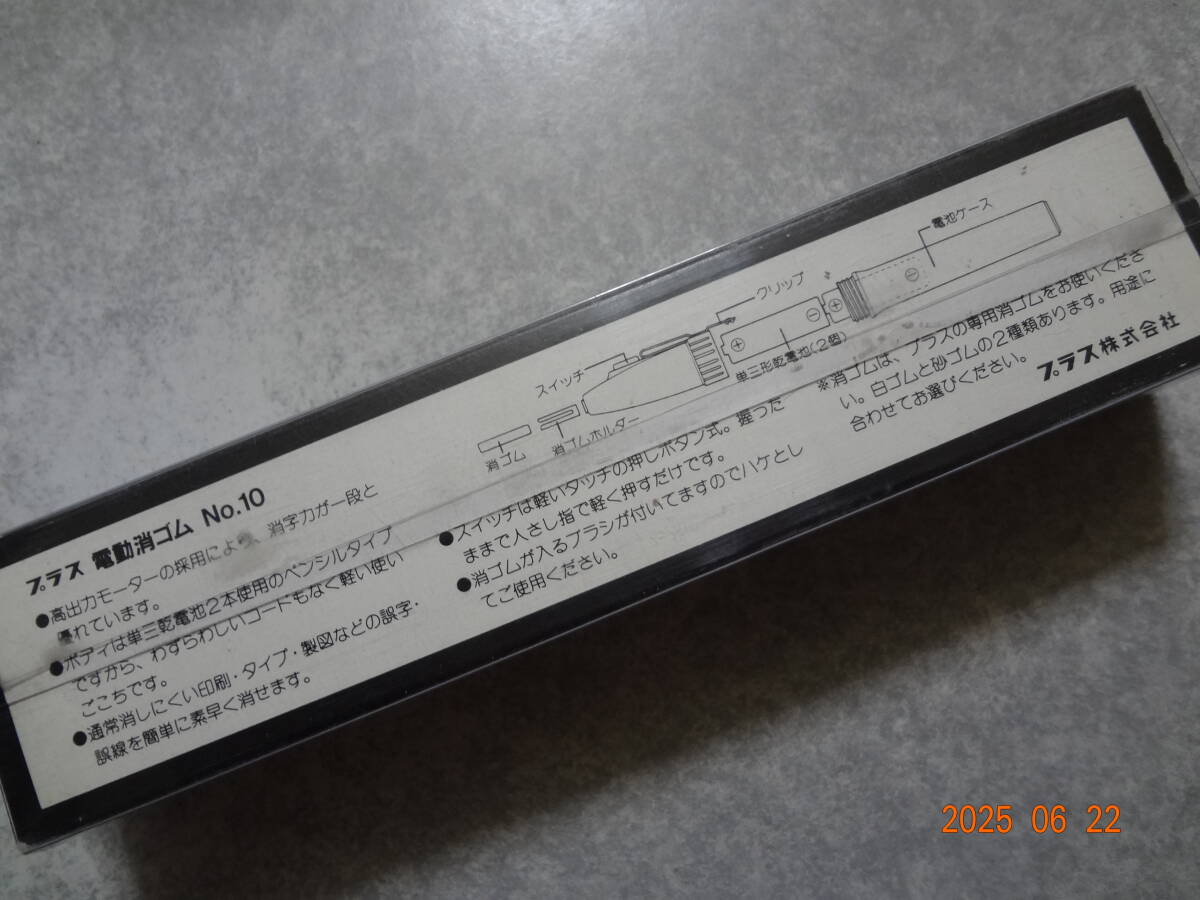 プラス 電動消ゴム No.10
●高出力モーターの採用により、消字力が一段と
優れています。
●ボディは単三乾電池2本使用のペンシルタイプ
ですから、わずらわしいコードもなく軽い使い
ごこちです。
●通常消しにくい印刷・タイプ・製図などの誤字・
誤線を簡単に素早く消せます。
消ゴム
消ゴムホルダー
スイッチ
クリップ
単三形乾電池(2個)
電池ケース
●スイッチは軽いタッチの押しボタン式。握った
ままで人さし指で軽く押すだけです。
●消ゴムが入るブラシが付いてますのでハケとし
てご使用ください。
※消ゴムは、プラスの専用消ゴムをお使いくださ
い。白ゴムと砂ゴムの2種類あります。用途に
合わせてお選びください。
プラス株式会社
2025 06 22